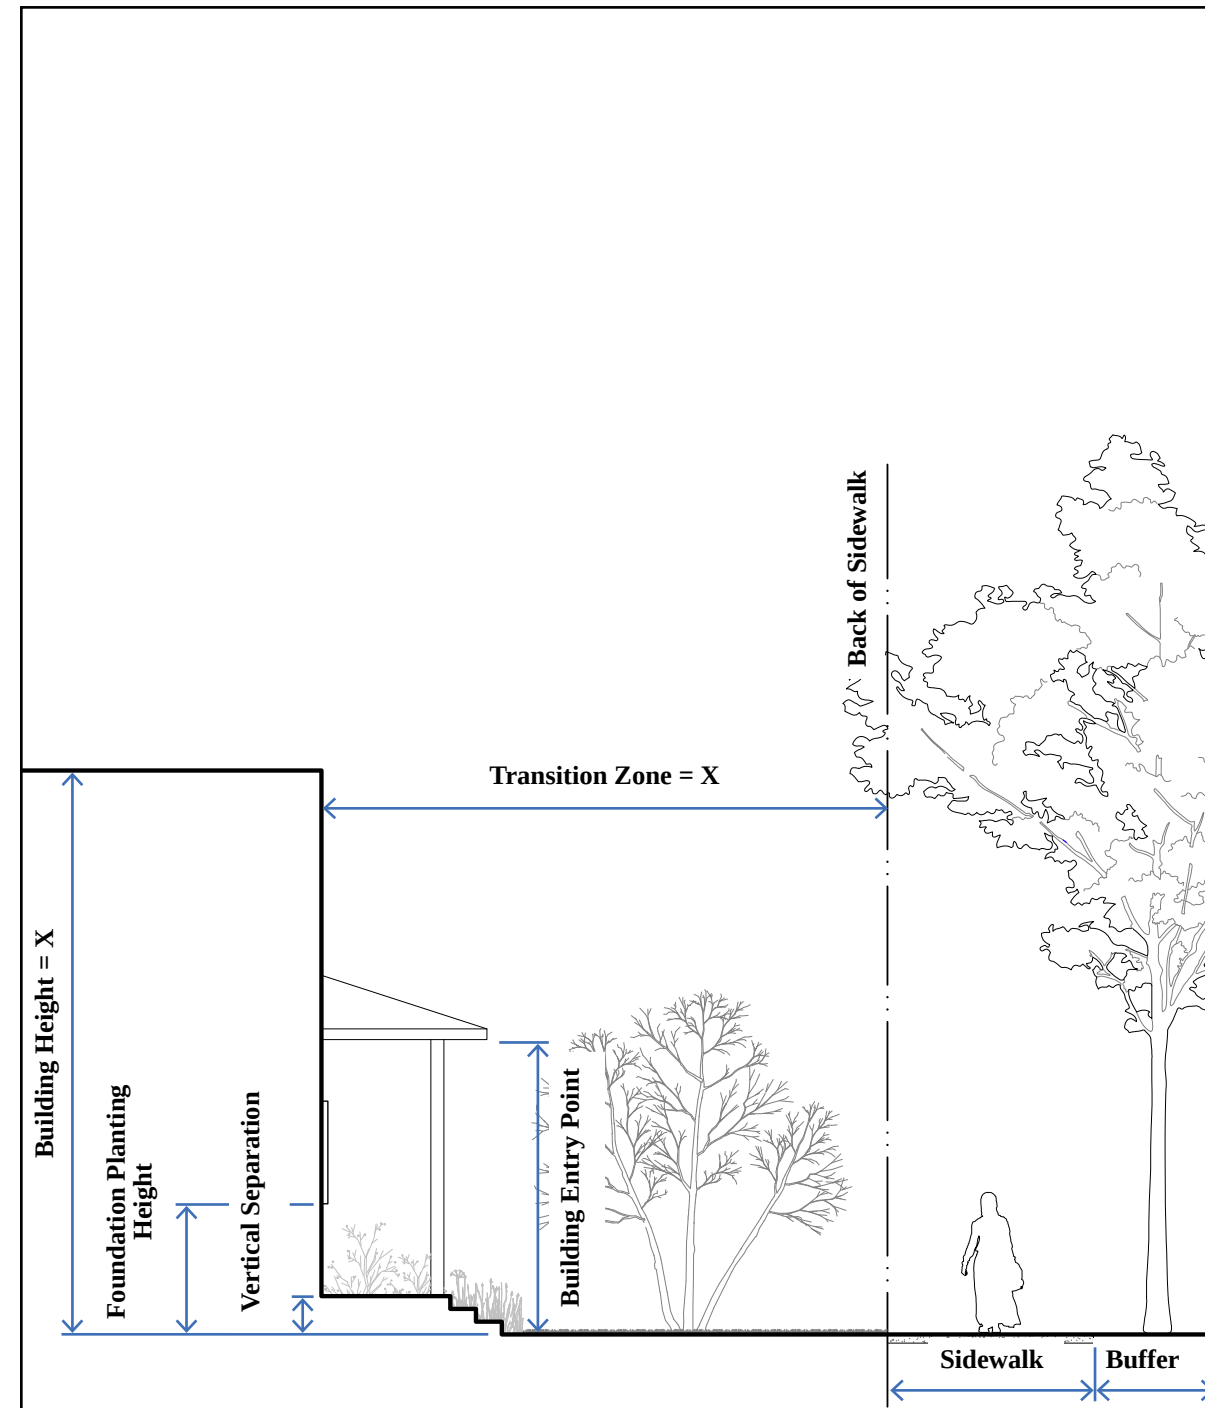 Back of Sidewalk
Transition Zone = X
Building Height = X
Foundation Planting
Height
Vertical Separation
Building Entry Point
Sidewalk
Buffer